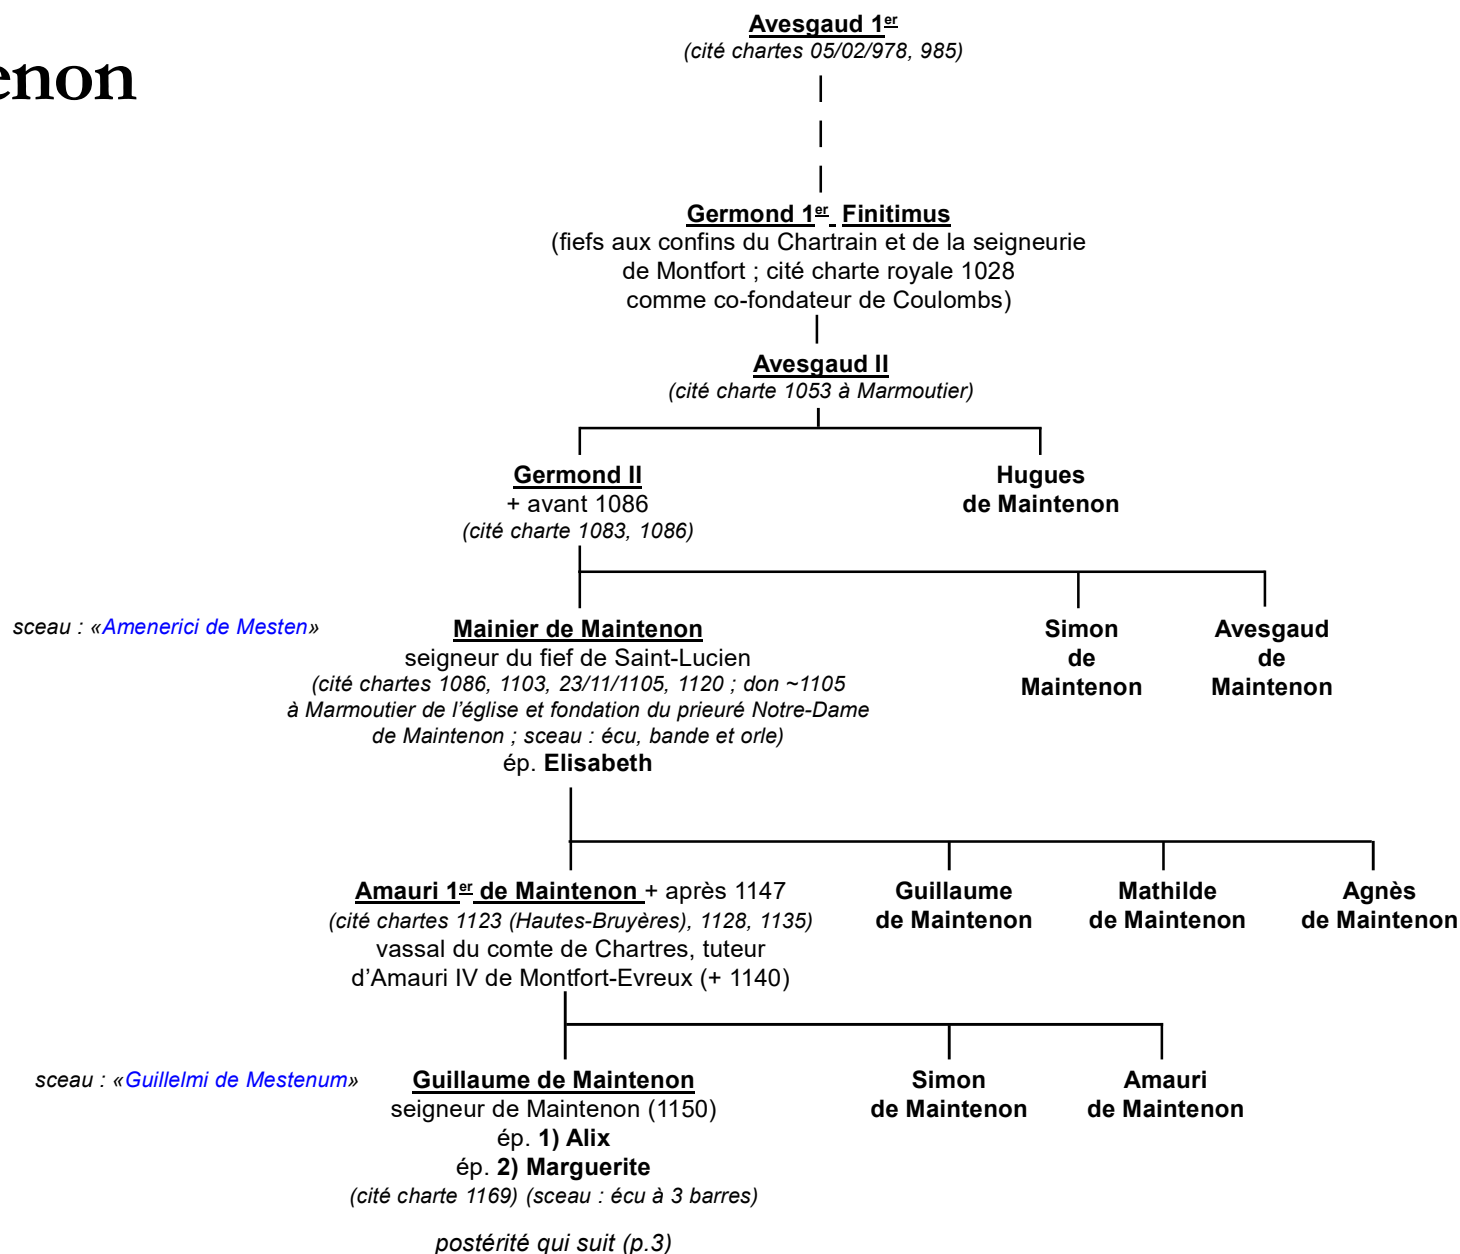 enon
Avesgaud 1er
(cité chartes 05/02/978, 985)
Germond 1er Finitimus
(fiefs aux confins du Chartrain et de la seigneurie
de Montfort ; cité charte royale 1028
comme co-fondateur de Coulombs)
Avesgaud II
(cité charte 1053 à Marmoutier)
Germond II
+ avant 1086
(cité charte 1083, 1086)
Hugues
de Maintenon
sceau : «Amenerici de Mesten»
Mainier de Maintenon
seigneur du fief de Saint-Lucien
(cité chartes 1086, 1103, 23/11/1105, 1120 ; don ~1105
à Marmoutier de l’église et fondation du prieuré Notre-Dame
de Maintenon ; sceau : écu, bande et orle)
ép. Elisabeth
Simon
de
Maintenon
Avesgaud
de
Maintenon
Amauri 1er de Maintenon + après 1147
(cité chartes 1123 (Hautes-Bruyères), 1128, 1135)
vassal du comte de Chartres, tuteur
d’Amauri IV de Montfort-Evreux (+ 1140)
Guillaume
de Maintenon
Mathilde
de Maintenon
Agnès
de Maintenon
sceau : «Guillelmi de Mestenum»
Guillaume de Maintenon
seigneur de Maintenon (1150)
ép. 1) Alix
ép. 2) Marguerite
(cité charte 1169) (sceau : écu à 3 barres)
postérité qui suit (p.3)
Simon
de Maintenon
Amauri
de Maintenon